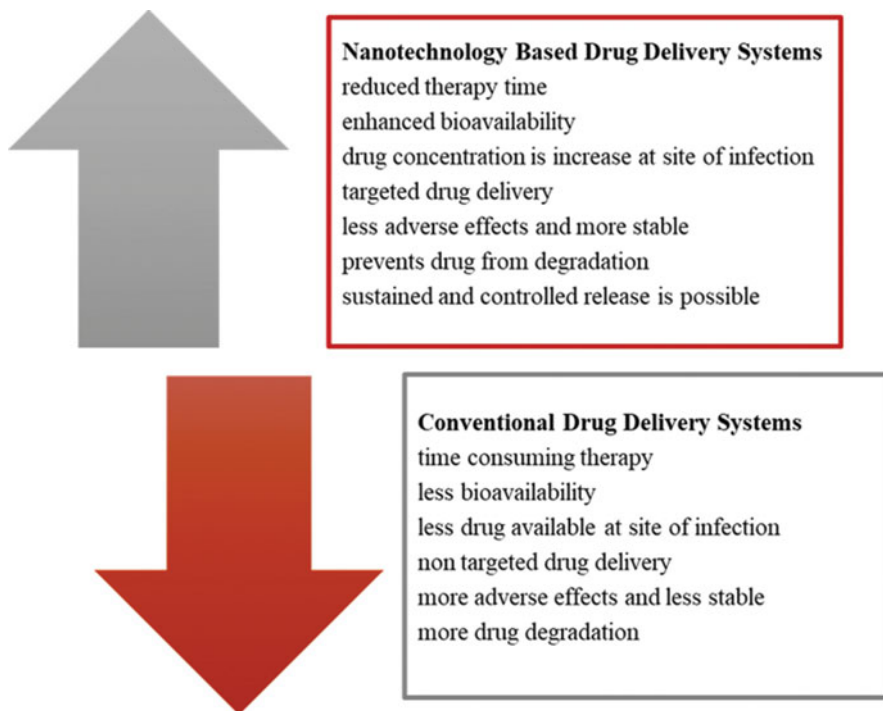 Nanotechnology Based Drug Delivery Systems
reduced therapy time
enhanced bioavailability
drug concentration is increase at site of infection
targeted drug delivery
less adverse effects and more stable
prevents drug from degradation
sustained and controlled release is possible
Conventional Drug Delivery Systems
time consuming therapy
less bioavailability
less drug available at site of infection
non targeted drug delivery
more adverse effects and less stable
more drug degradation